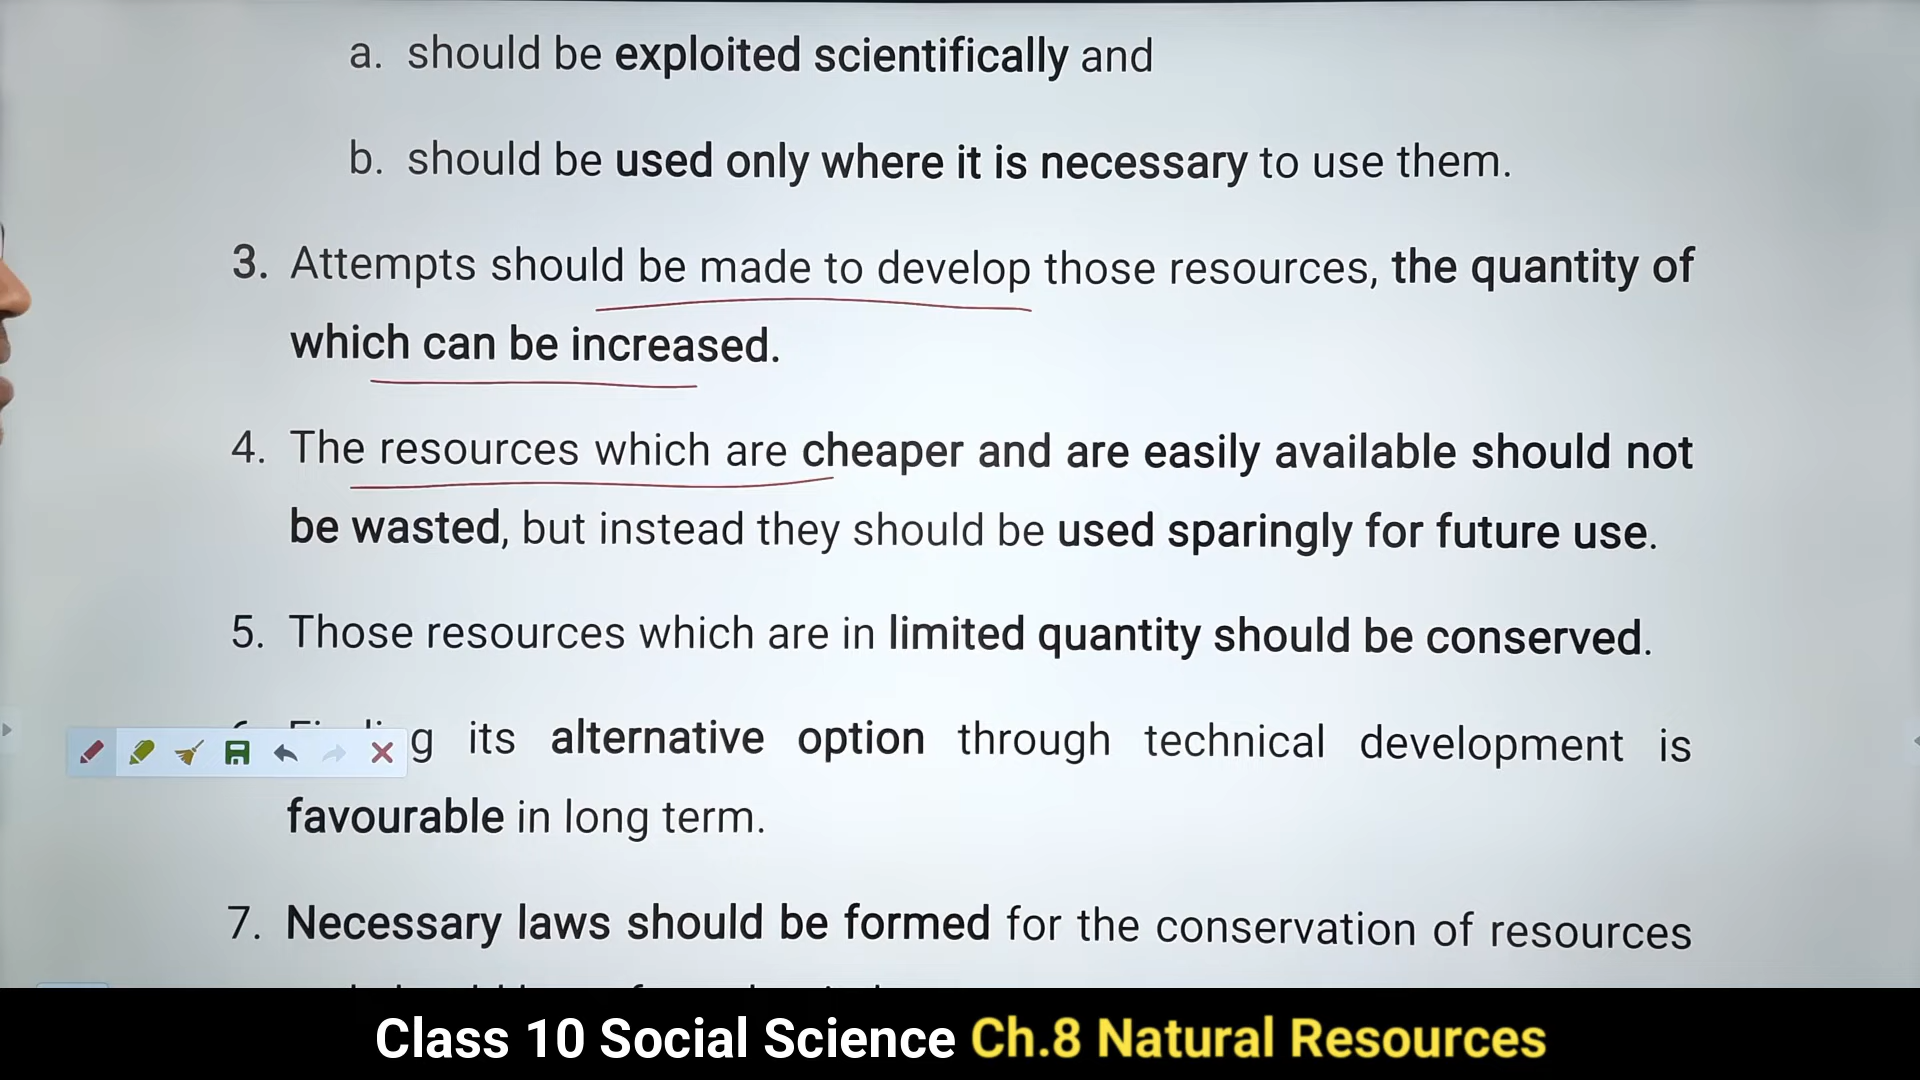 a. should be exploited scientifically and
b. should be used only where it is necessary to use them.
3. Attempts should be made to develop those resources, the quantity of
which can be increased.
4. The resources which are cheaper and are easily available should not
be wasted, but instead they should be used sparingly for future use.
5. Those resources which are in limited quantity should be conserved.
its alternative option through technical development is
favourable in long term.
7. Necessary laws should be formed for the conservation of resources
Class 10 Social Science Ch.8 Natural Resources